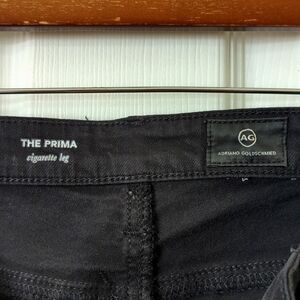 THE PRIMA
cigarette leg
AG
ADRIANO GOLDSCHMIED